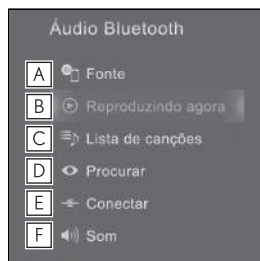 Áudio Bluetooth
A Fonte
B Reproduzindo agora
C Lista de canções
D Procurar
E Conectar
F Som